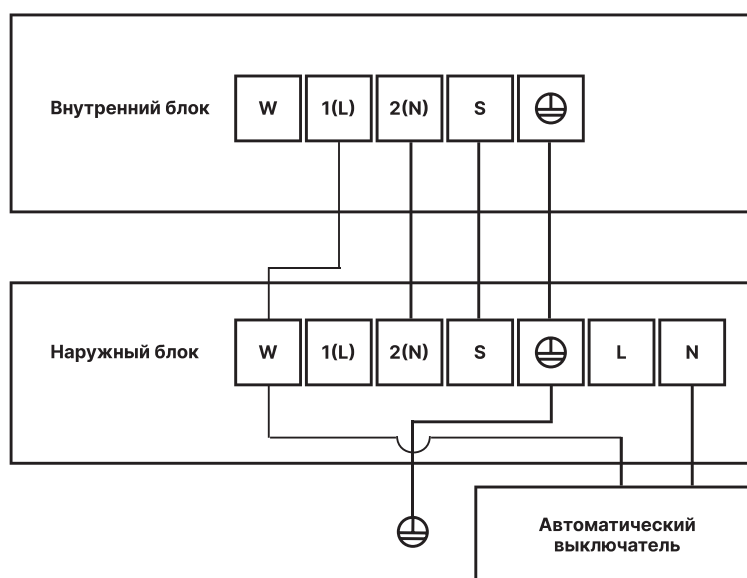 Внутренний блок W 1(L) 2(N) S
Наружный блок W 1(L) 2(N) S L N
Автоматический
выключатель